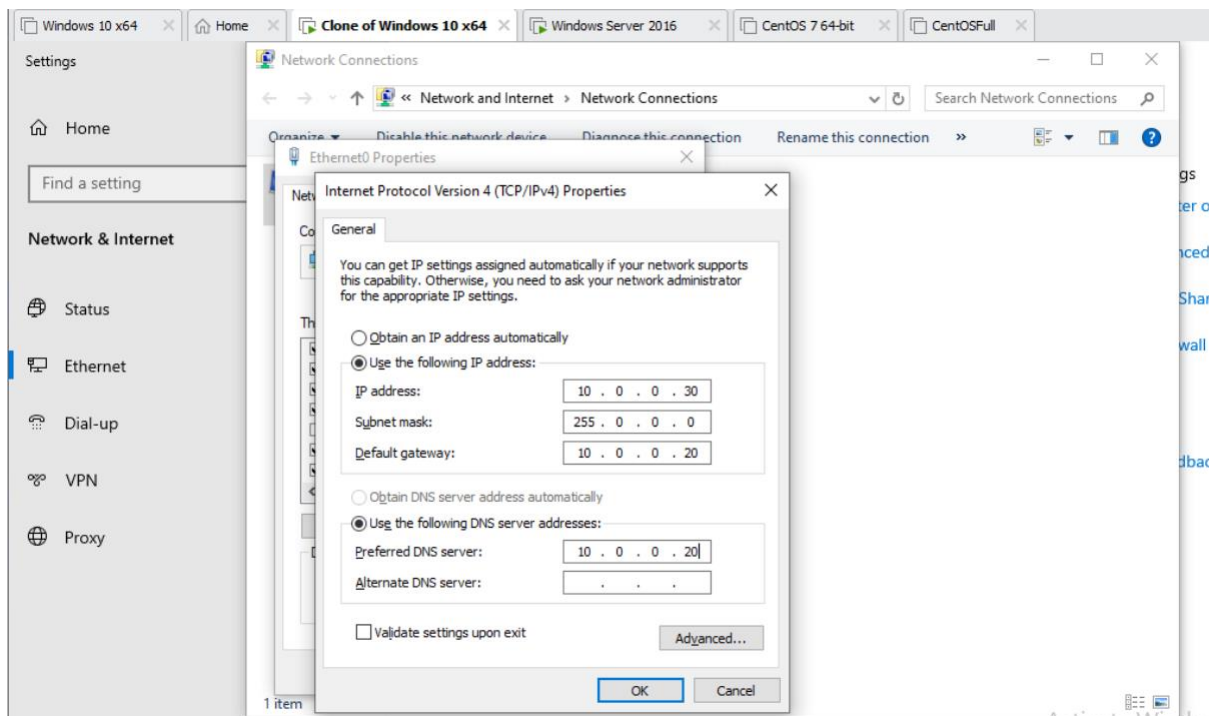 Windows 10 x64 Home Clone of Windows 10 x64 Windows Server 2016 CentOS 7 64-bit CentOSFull
Settings
Home
Find a setting
Network & Internet
Status
Ethernet
Dial-up
VPN
Proxy
Network Connections
« Network and Internet > Network Connections
Search Network Connections
Organize Disable this network device Diagnose this connection Rename this connection »
Ethernet0 Properties
Internet Protocol Version 4 (TCP/IPv4) Properties
General
You can get IP settings assigned automatically if your network supports
this capability. Otherwise, you need to ask your network administrator
for the appropriate IP settings.
Obtain an IP address automatically
Use the following IP address:
IP address: 10 . 0 . 0 . 30
Subnet mask: 255 . 0 . 0 . 0
Default gateway: 10 . 0 . 0 . 20
Obtain DNS server address automatically
Use the following DNS server addresses:
Preferred DNS server: 10 . 0 . 0 . 20
Alternate DNS server: . . .
Validate settings upon exit
Advanced...
OK Cancel
1 item